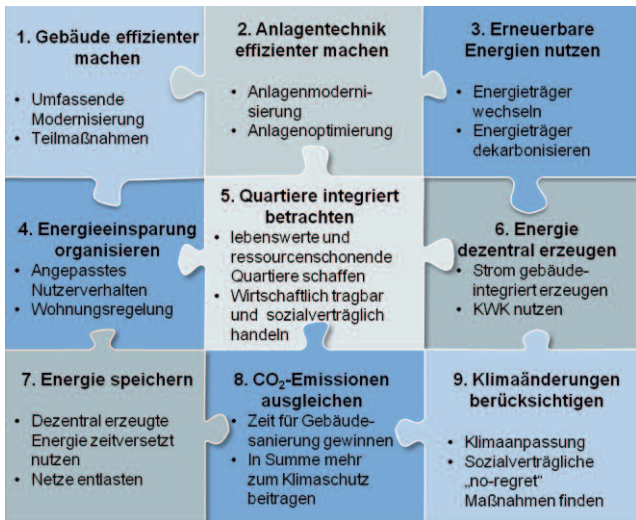 1. Gebäude effizienter
machen
• Umfassende
Modernisierung
• Teilmaßnahmen
2. Anlagentechnik
effizienter machen
• Anlagenmoderni-
sierung
• Anlagenoptimierung
3. Erneuerbare
Energien nutzen
• Energieträger
wechseln
• Energieträger
dekarbonisieren
4. Energieeinsparung
organisieren
• Angepasstes
Nutzerverhalten
• Wohnungsregelung
5. Quartiere integriert
betrachten
• lebenswerte und
ressourcenschonende
Quartiere schaffen
• Wirtschaftlich tragbar
und sozialverträglich
handeln
6. Energie
dezentral erzeugen
• Strom gebäude-
integriert erzeugen
• KWK nutzen
7. Energie speichern
• Dezentral erzeugte
Energie zeitversetzt
nutzen
• Netze entlasten
8. CO₂-Emissionen
ausgleichen
• Zeit für Gebäude-
sanierung gewinnen
• In Summe mehr
zum Klimaschutz
beitragen
9. Klimaänderungen
berücksichtigen
• Klimaanpassung
• Sozialverträgliche
„no-regret"
Maßnahmen finden